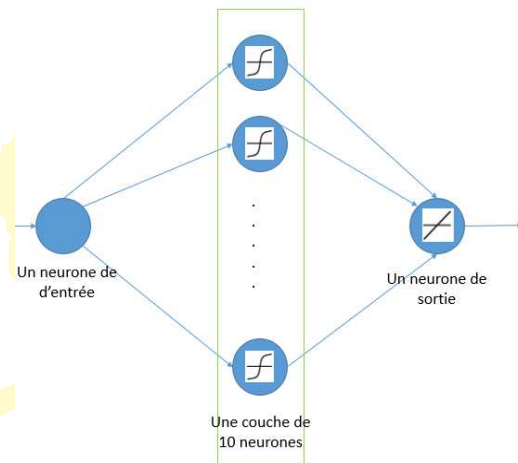 Un neurone de
d'entrée
Un neurone de
sortie
Une couche de
10 neurones